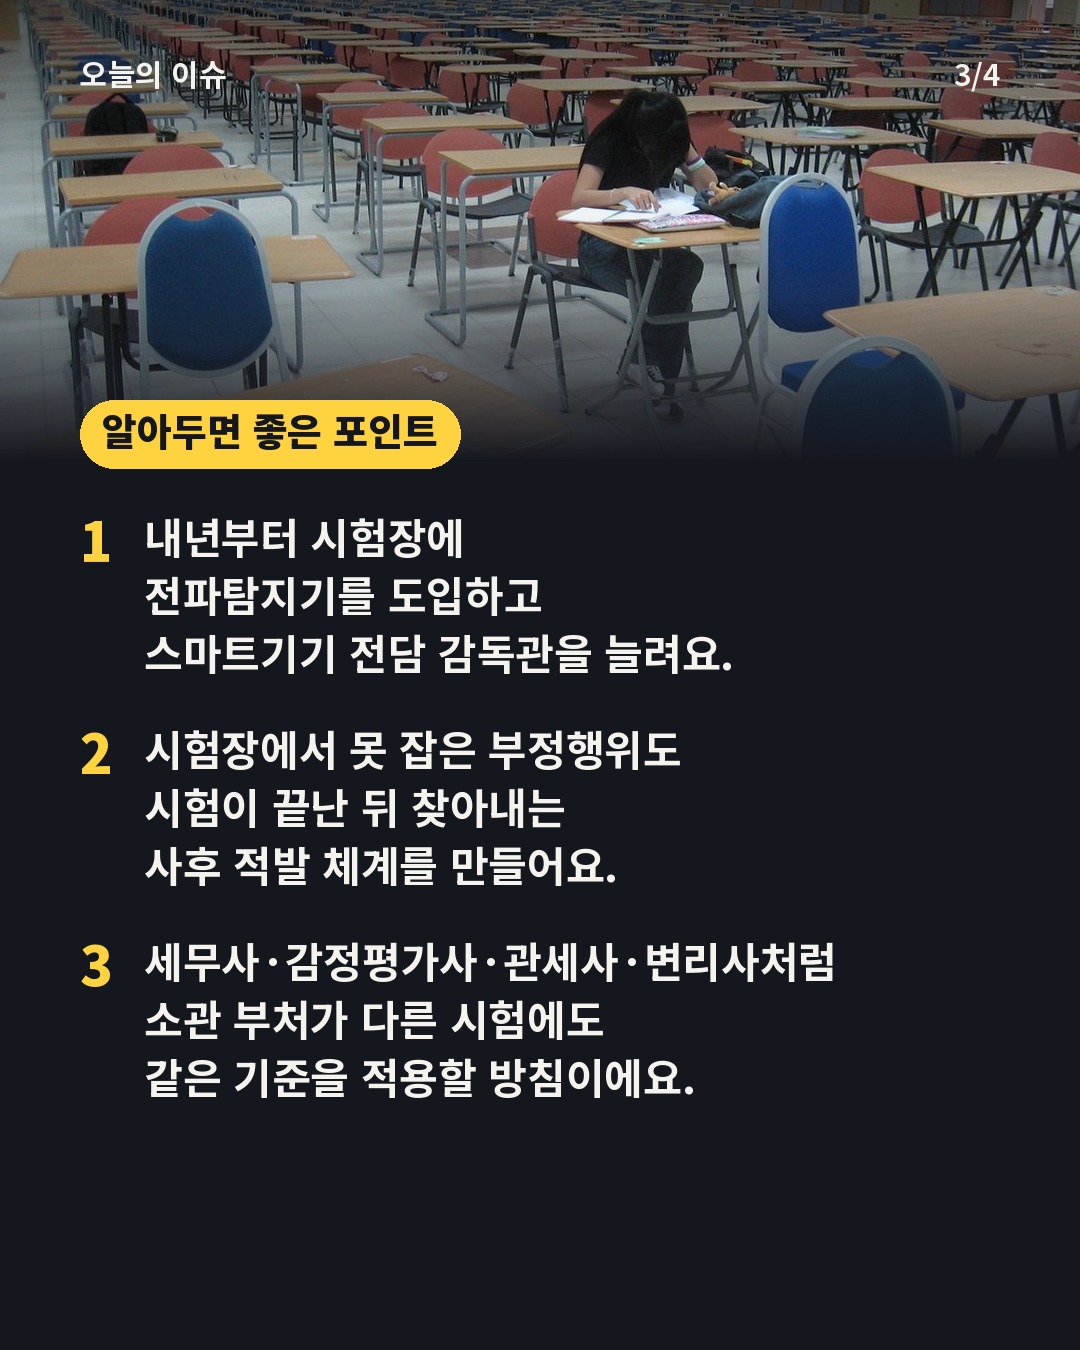 오늘의 이슈
3/4
알아두면 좋은 포인트
1 내년부터 시험장에
전파탐지기를 도입하고
스마트기기 전담 감독관을 늘려요.
2 시험장에서 못 잡은 부정행위도
시험이 끝난 뒤 찾아내는
사후 적발 체계를 만들어요.
3 세무사·감정평가사·관세사·변리사처럼
소관 부처가 다른 시험에도
같은 기준을 적용할 방침이에요.